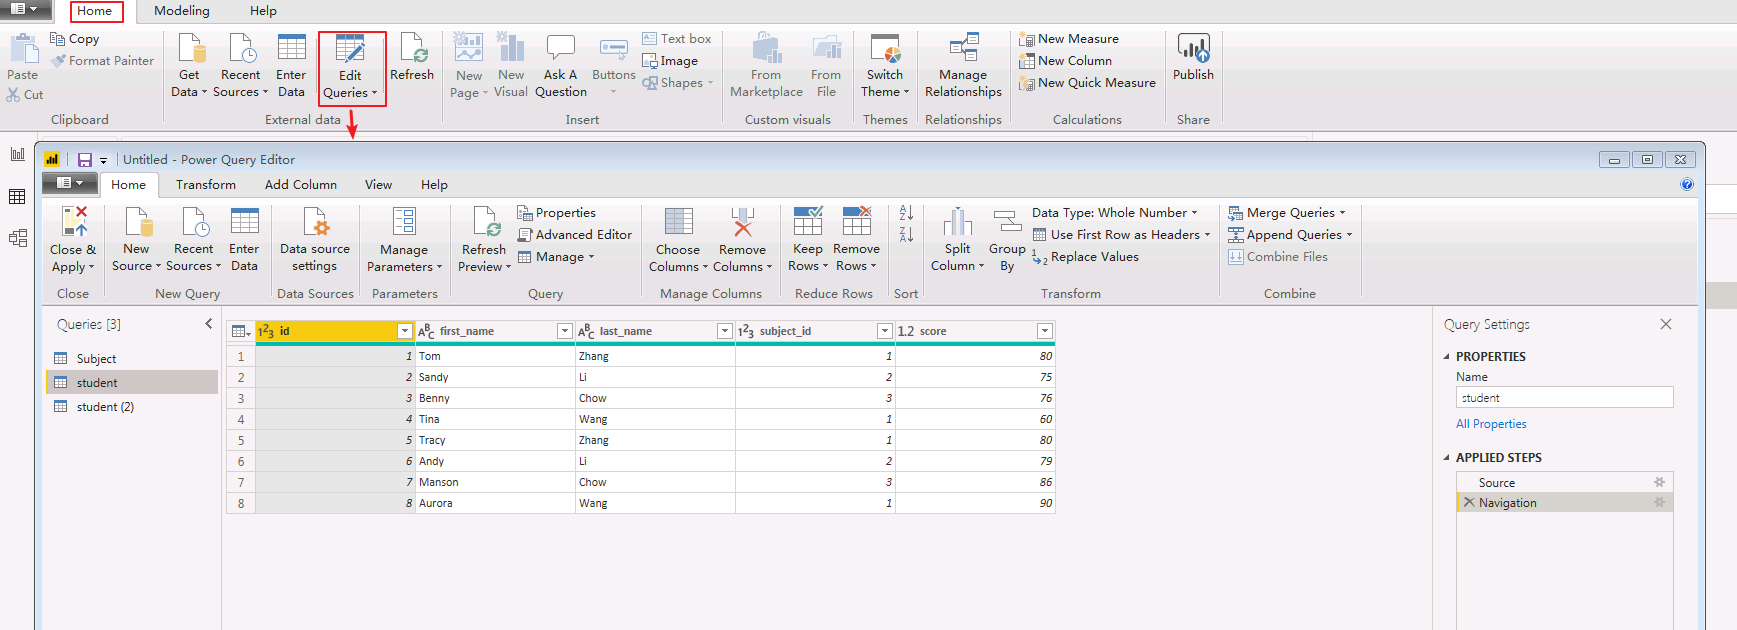 Home Modeling Help
Paste Copy Format Painter Cut
Get Data Recent Sources Enter Data Edit Queries Refresh
New Page New Visual Ask A Question Buttons Text box Image Shapes
From Marketplace From File Switch Theme Manage Relationships
New Measure New Column New Quick Measure Publish
Clipboard External data Insert Custom visuals Themes Relationships Calculations Share
Untitled - Power Query Editor
Home Transform Add Column View Help
Close & Apply New Source Recent Sources Enter Data Data source settings Manage Parameters Refresh Preview
Properties Advanced Editor Manage
Choose Columns Remove Columns Keep Rows Remove Rows
Split Column Group By
Data Type: Whole Number
Use First Row as Headers
Replace Values
Merge Queries
Append Queries
Combine Files
Close New Query Data Sources Parameters Query Manage Columns Reduce Rows Sort Transform Combine
Queries [3]
Subject
student
student (2)
id first_name last_name subject_id 1.2 score
1 1 Tom Zhang 1 80
2 2 Sandy Li 2 75
3 3 Benny Chow 3 76
4 4 Tina Wang 1 60
5 5 Tracy Zhang 1 80
6 6 Andy Li 2 79
7 7 Manson Chow 3 86
8 8 Aurora Wang 1 90
Query Settings
PROPERTIES
Name
student
All Properties
APPLIED STEPS
Source
Navigation